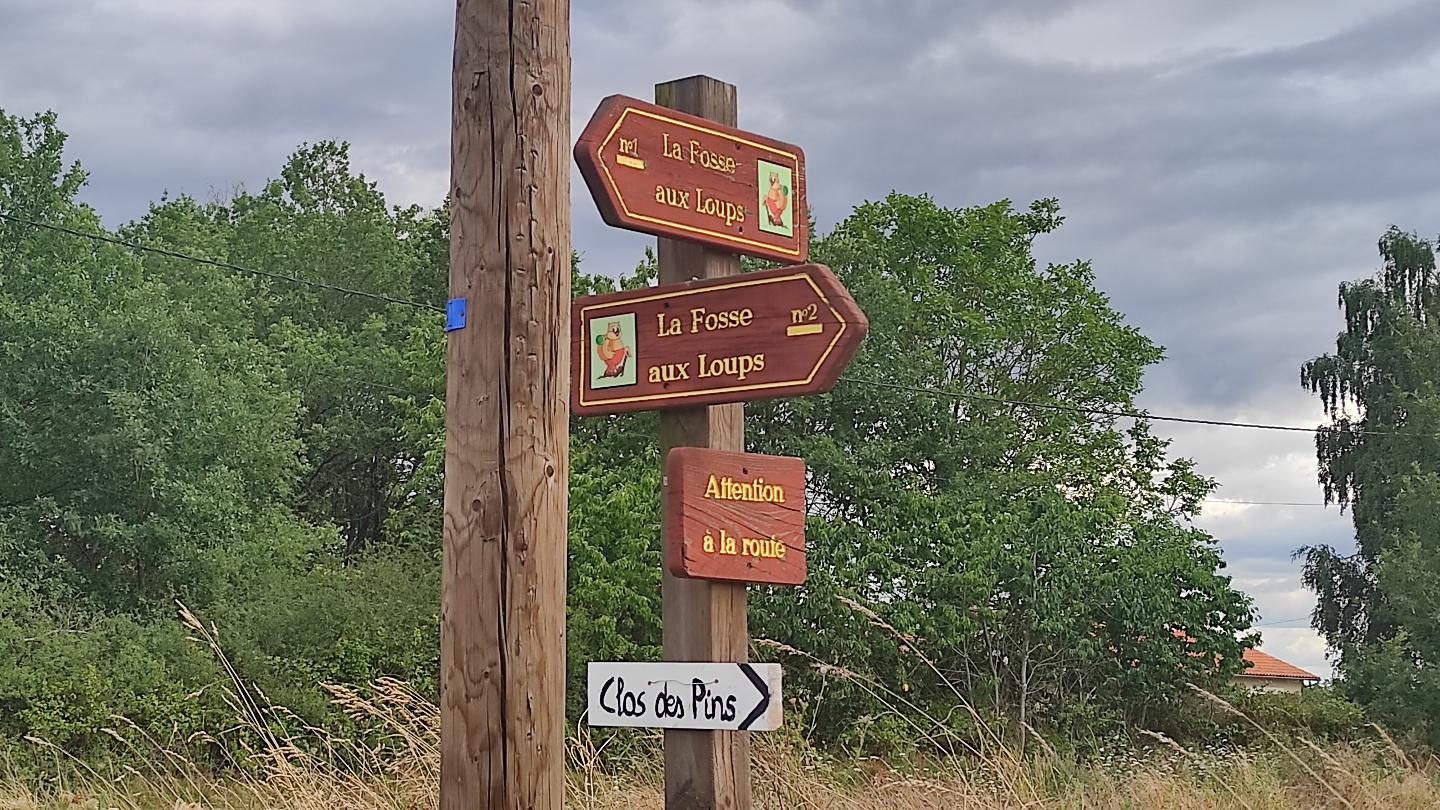 n°1
La Fosse
aux Loups
La Fosse
n°2
aux Loups
Attention
à la route
Clos des Pins